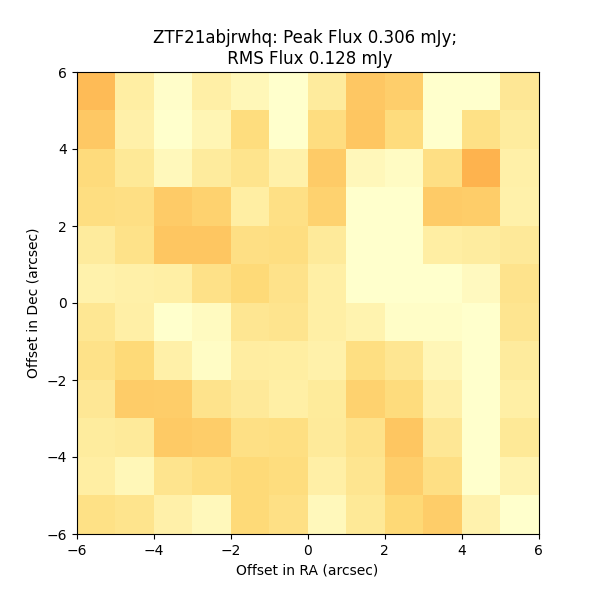 ZTF21abjrwhq: Peak Flux 0.306 mJy;
RMS Flux 0.128 mJy
6
4
2
0
−2
−4
−6
Offset in Dec (arcsec)
−6 −4 −2 0 2 4 6
Offset in RA (arcsec)